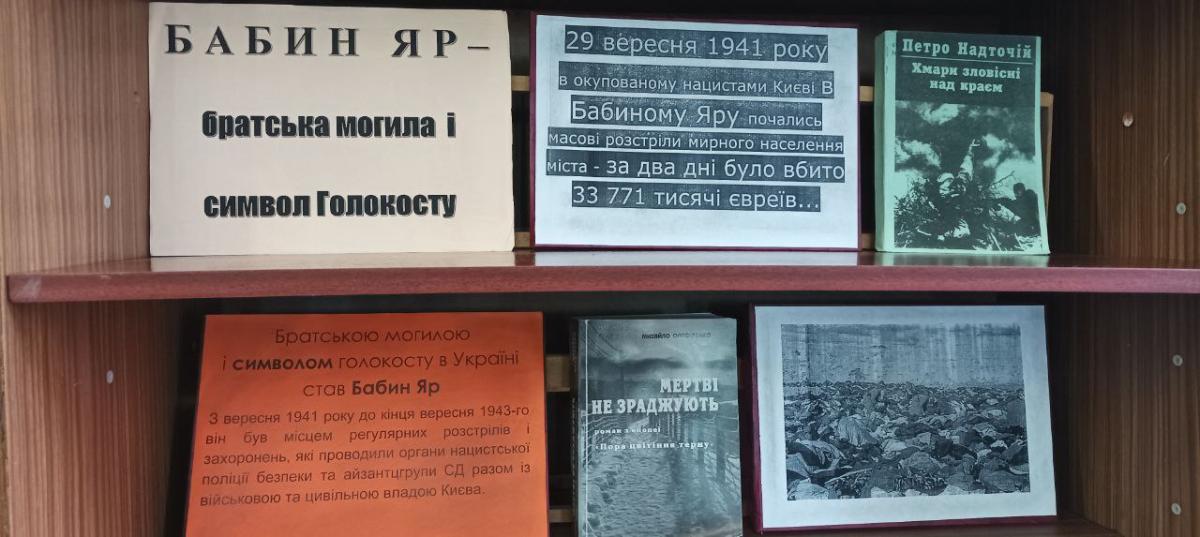 БАБИН ЯР–
братська могила і
символ Голокосту
29 вересня 1941 року
в окупованому нацистами Києві в
Бабиному Яру почались
масові розстріли мирного населення
міста - за два дні було вбито
33 771 тисячі євреїв...
Петро Надточій
Хмари зловісні
над краєм
Братською могилою
і символом голокосту в Україні
став Бабин Яр
З вересня 1941 року до кінця вересня 1943-го
він був місцем регулярних розстрілів і
захоронень, які проводили органи нацистської
поліції безпеки та айзантцгрупи СД разом із
військовою та цивільною владою Києва.
Михайло
МЕРТВІ
НЕ ЗРАДЖУЮТЬ
роман з епопеї
«Пора цвітіння терну»